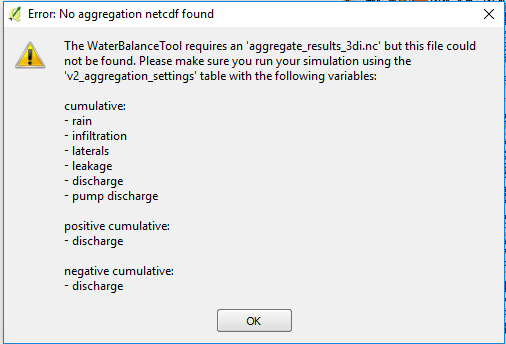 Error: No aggregation netcdf found
The WaterBalanceTool requires an 'aggregate_results_3di.nc' but this file could
not be found. Please make sure you run your simulation using the
'v2_aggregation_settings' table with the following variables:
cumulative:
- rain
- infiltration
- laterals
- leakage
- discharge
- pump discharge
positive cumulative:
- discharge
negative cumulative:
- discharge
OK